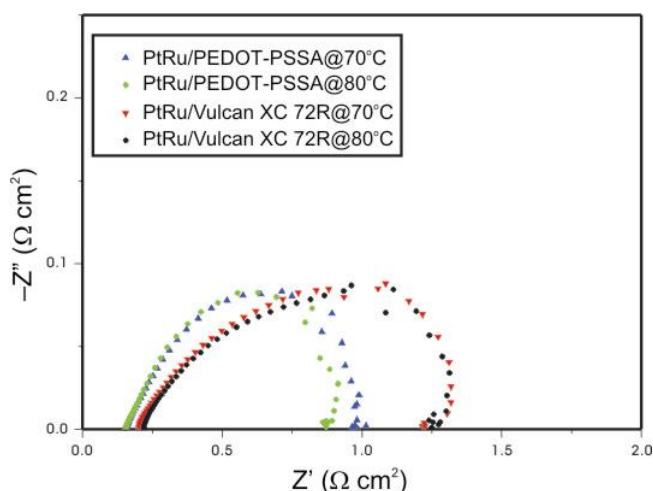 PtRu/PEDOT-PSSA@70°C
PtRu/PEDOT-PSSA@80°C
PtRu/Vulcan XC 72R@70°C
PtRu/Vulcan XC 72R@80°C
0.2
0.1
0.0
–Z" (Ω cm²)
0.0 0.5 1.0 1.5 2.0
Z' (Ω cm²)